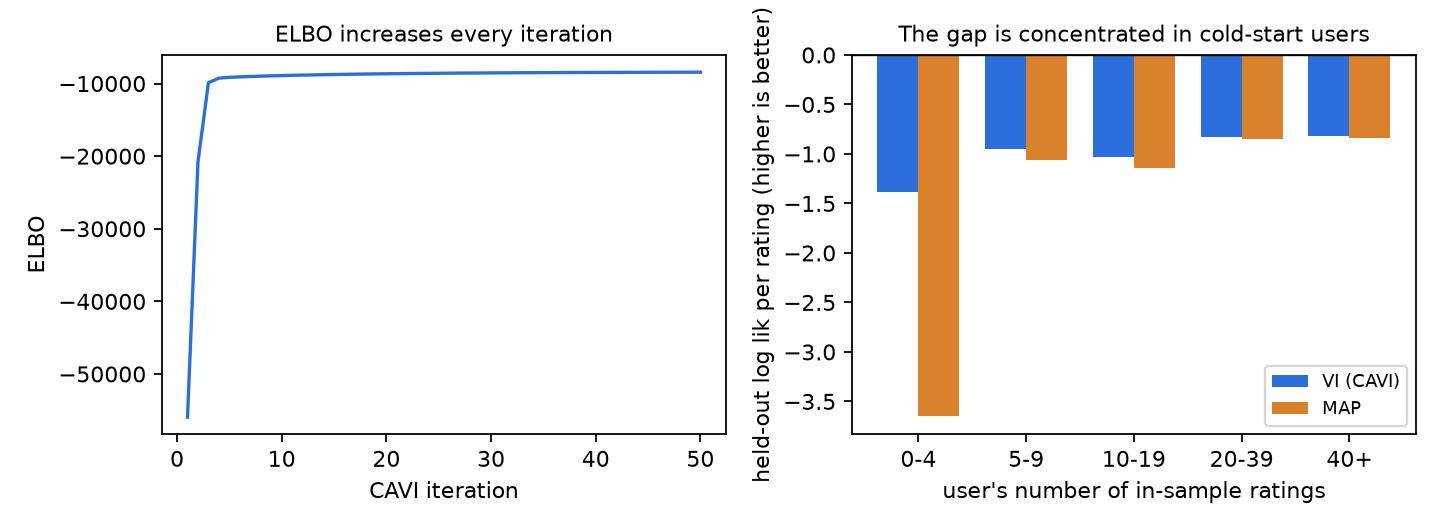 ELBO increases every iteration
ELBO
−10000
−20000
−30000
−40000
−50000
0 10 20 30 40 50
CAVI iteration
The gap is concentrated in cold-start users
held-out log lik per rating (higher is better)
0.0
−0.5
−1.0
−1.5
−2.0
−2.5
−3.0
−3.5
VI (CAVI)
MAP
0-4 5-9 10-19 20-39 40+
user's number of in-sample ratings